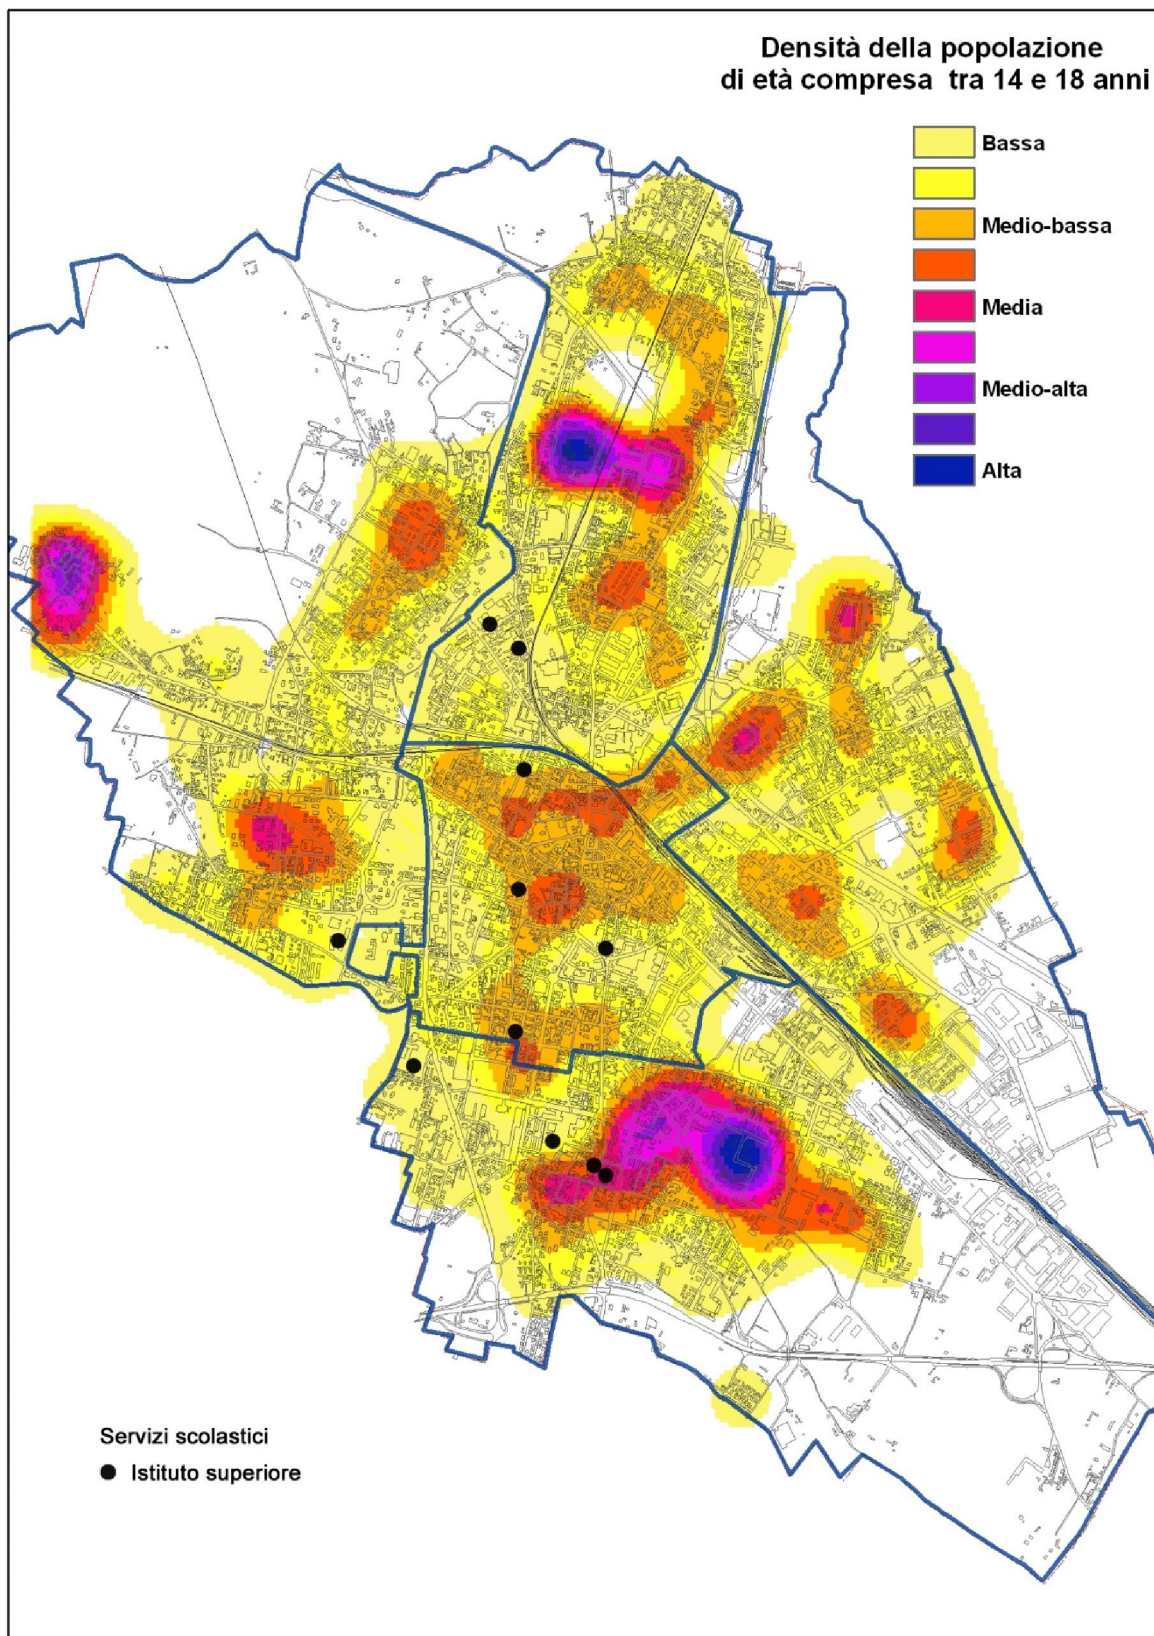 Densità della popolazione
di età compresa tra 14 e 18 anni
Bassa
Medio-bassa
Media
Medio-alta
Alta
Servizi scolastici
Istituto superiore